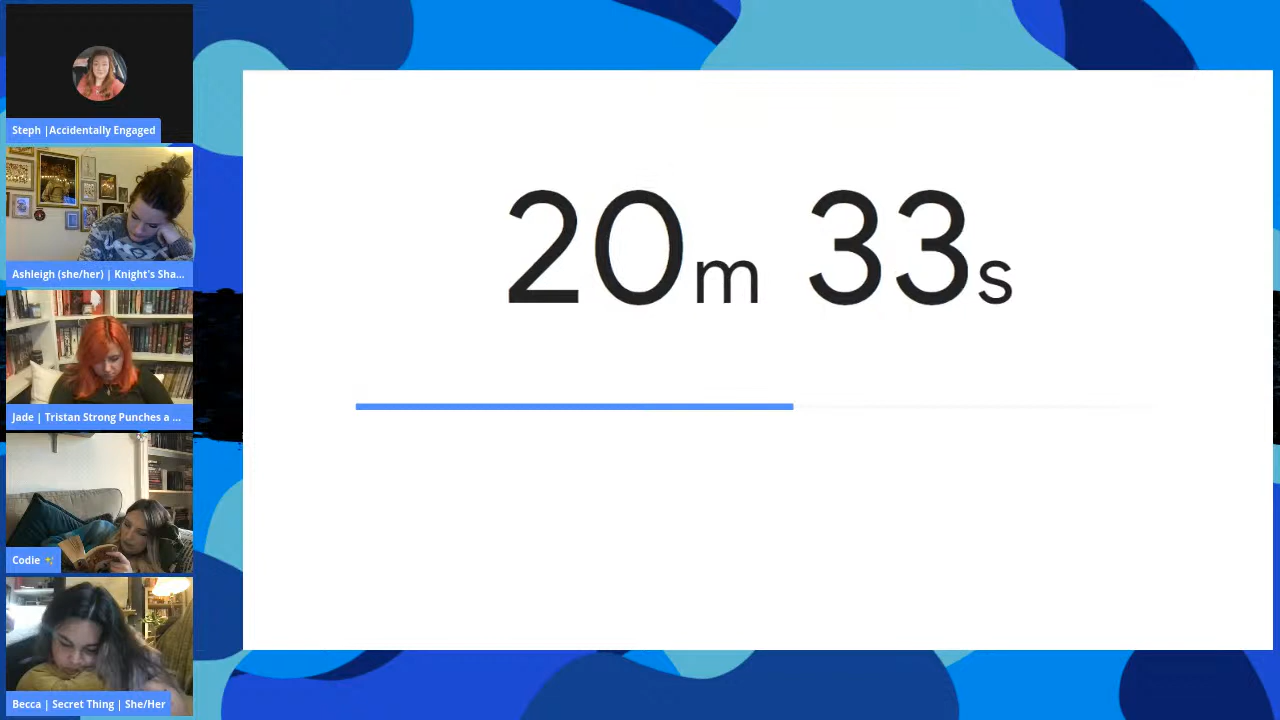 Steph |Accidentally Engaged
20m 33s
Ashleigh (she/her) | Knight's Sha...
Jade | Tristan Strong Punches a ...
Codie ✨
Becca | Secret Thing | She/Her